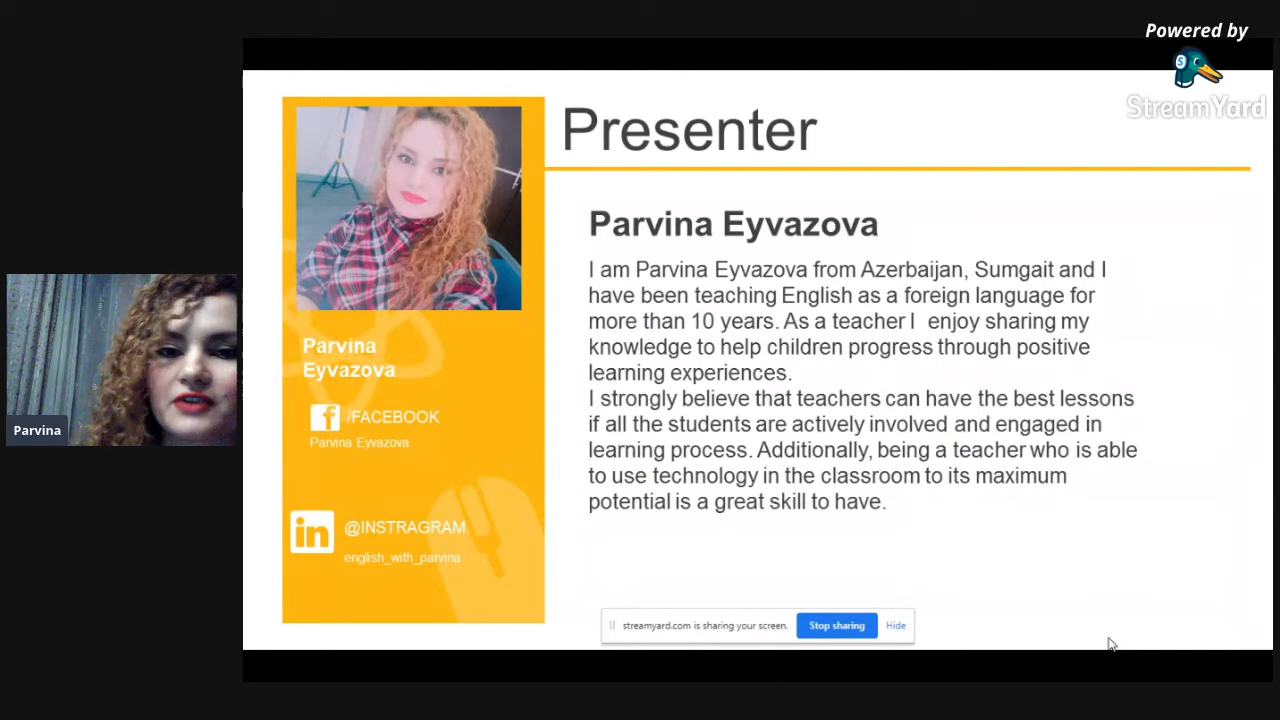 Powered by
StreamYard
Presenter
Parvina Eyvazova
I am Parvina Eyvazova from Azerbaijan, Sumgait and I
have been teaching English as a foreign language for
more than 10 years. As a teacher I enjoy sharing my
knowledge to help children progress through positive
learning experiences.
I strongly believe that teachers can have the best lessons
if all the students are actively involved and engaged in
learning process. Additionally, being a teacher who is able
to use technology in the classroom to its maximum
potential is a great skill to have.
Parvina
Eyvazova
f /FACEBOOK
Parvina Eyvazova
in @INSTRAGRAM
english_with_parvina
Parvina
streamyard.com is sharing your screen. Stop sharing Hide